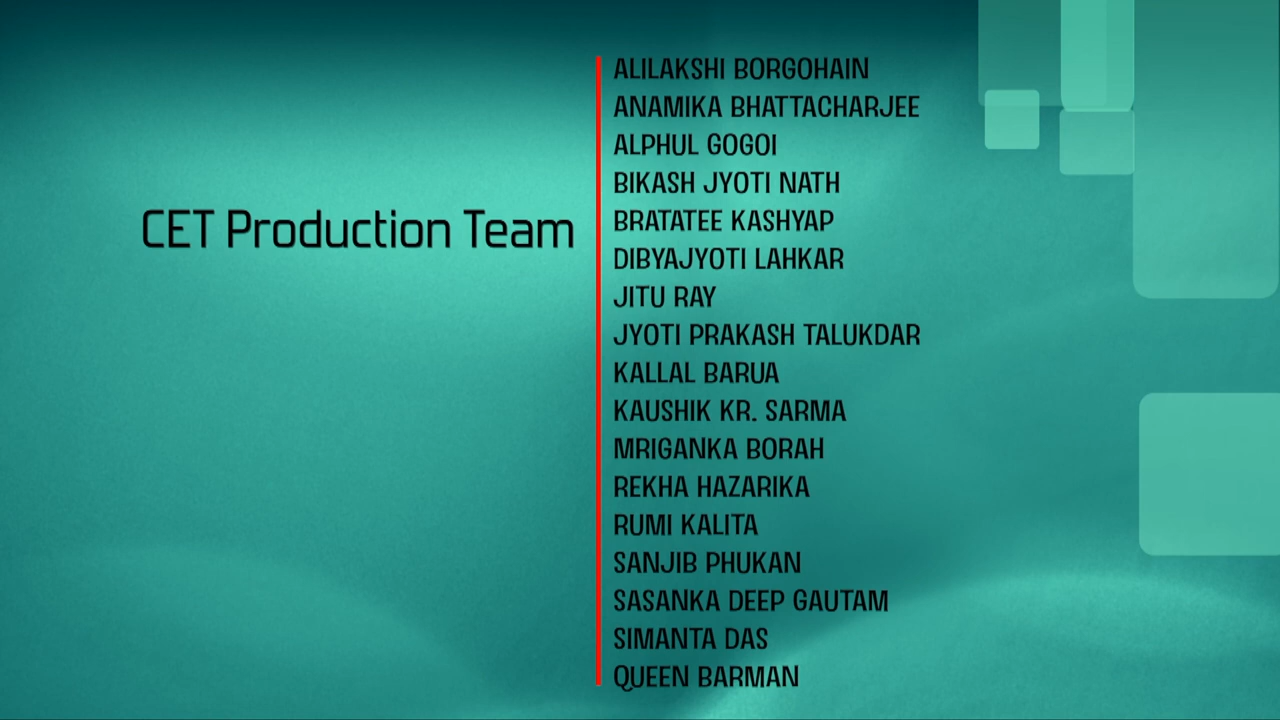 CET Production Team
ALILAKSHI BORGOHAIN
ANAMIKA BHATTACHARJEE
ALPHUL GOGOI
BIKASH JYOTI NATH
BRATATEE KASHYAP
DIBYAJYOTI LAHKAR
JITU RAY
JYOTI PRAKASH TALUKDAR
KALLAL BARUA
KAUSHIK KR. SARMA
MRIGANKA BORAH
REKHA HAZARIKA
RUMI KALITA
SANJIB PHUKAN
SASANKA DEEP GAUTAM
SIMANTA DAS
QUEEN BARMAN